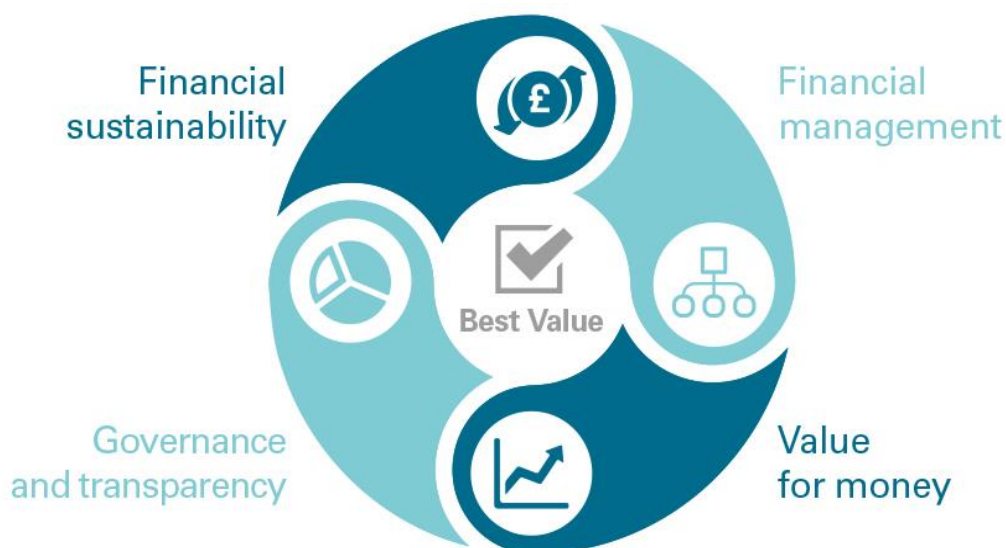 Financial
sustainability
Financial
management
£
Best Value
Governance
and transparency
Value
for money